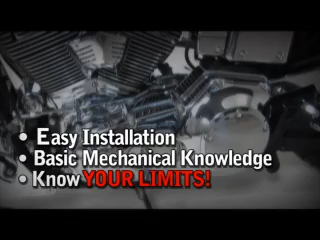 • Easy Installation
• Basic Mechanical Knowledge
• Know YOUR LIMITS!